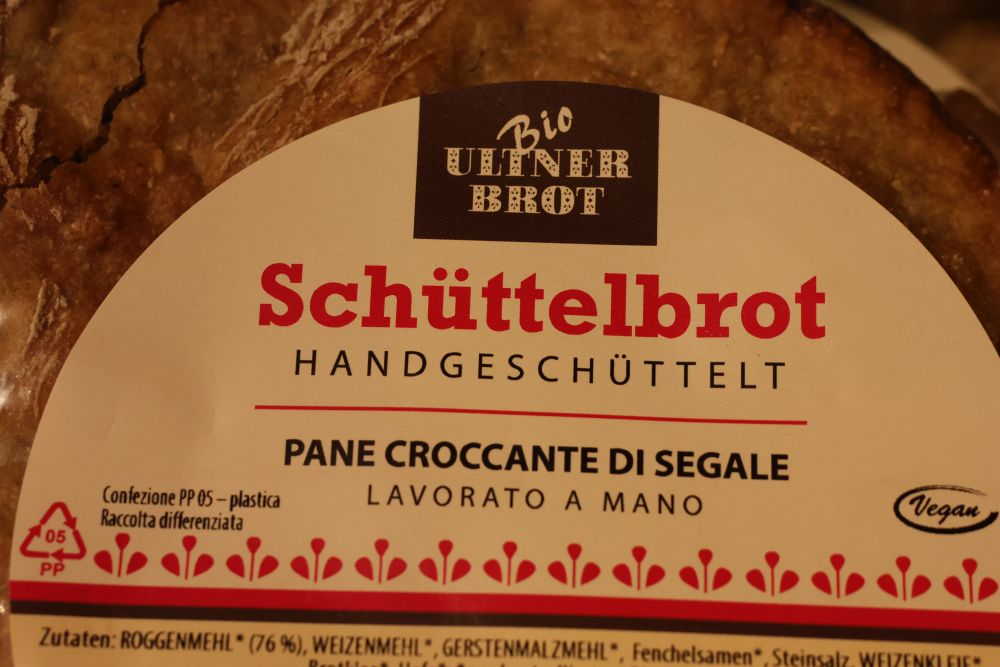 Bio
ULTNER
BROT
Schüttelbrot
HANDGESCHÜTTELT
PANE CROCCANTE DI SEGALE
LAVORATO A MANO
Confezione PP 05 – plastica
Raccolta differenziata
05
PP
Vegan
Zutaten: ROGGENMEHL* (76 %), WEIZENMEHL*, GERSTENMALZMEHL*, Fenchelsamen*, Steinsalz, WEIZENKLEIE*